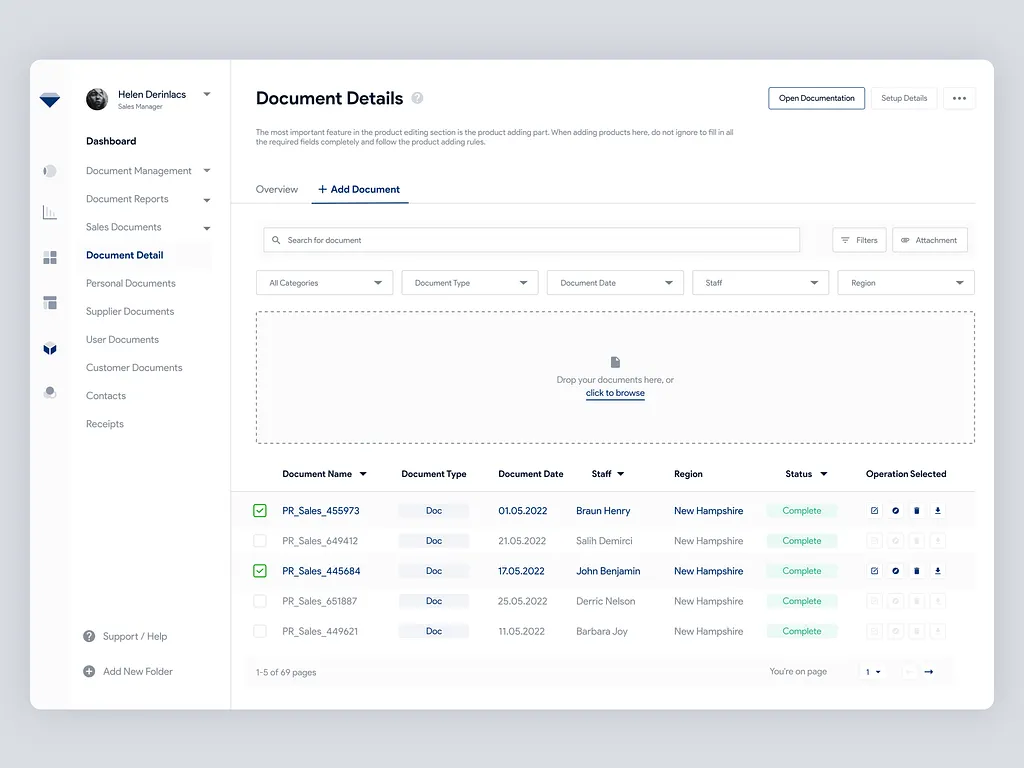 Helen Derinlacs
Sales Manager
Dashboard
Document Management
Document Reports
Sales Documents
Document Detail
Personal Documents
Supplier Documents
User Documents
Customer Documents
Contacts
Receipts
? Support / Help
+ Add New Folder
Document Details ?
Open Documentation
Setup Details
•••
The most important feature in the product editing section is the product adding part. When adding products here, do not ignore to fill in all
the required fields completely and follow the product adding rules.
Overview
+ Add Document
Search for document
Filters
Attachment
All Categories
Document Type
Document Date
Staff
Region
Drop your documents here, or
click to browse
Document Name Document Type Document Date Staff Region Status Operation Selected
PR_Sales_455973 Doc 01.05.2022 Braun Henry New Hampshire Complete
PR_Sales_649412 Doc 21.05.2022 Salih Demirci New Hampshire Complete
PR_Sales_445684 Doc 17.05.2022 John Benjamin New Hampshire Complete
PR_Sales_651887 Doc 25.05.2022 Derric Nelson New Hampshire Complete
PR_Sales_449621 Doc 11.05.2022 Barbara Joy New Hampshire Complete
1-5 of 69 pages
You're on page 1